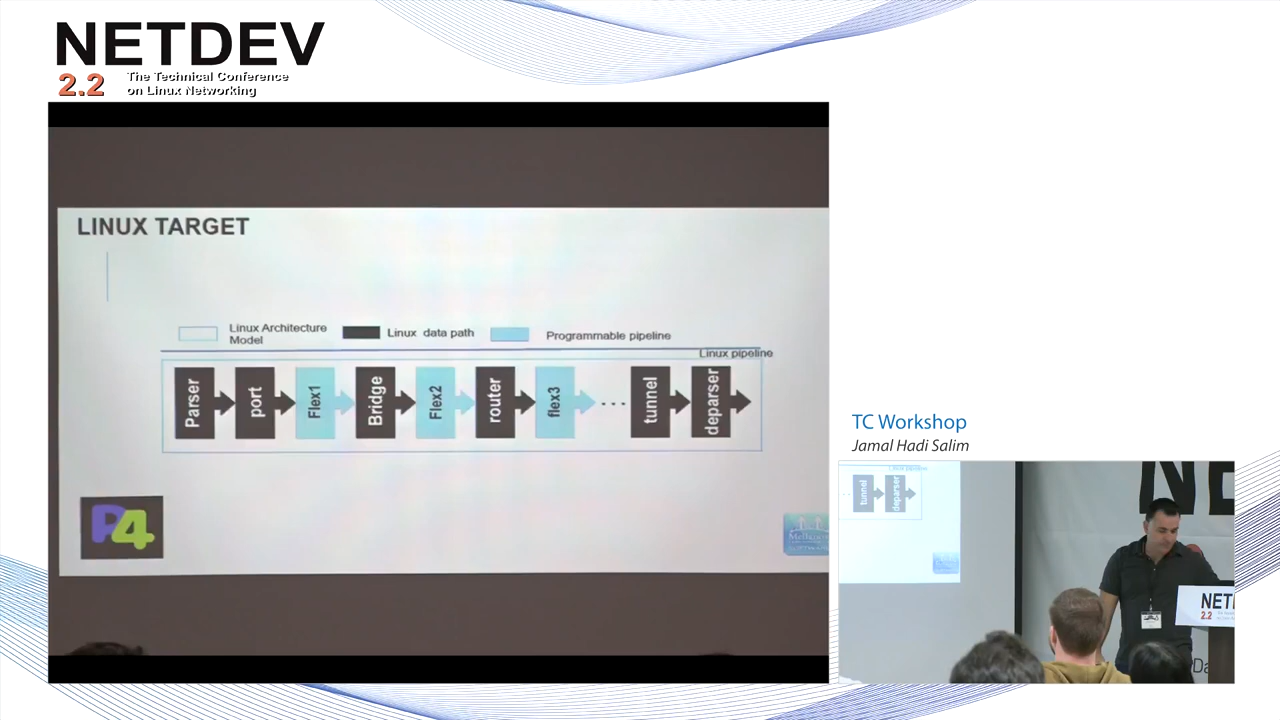 NETDEV
2.2 The Technical Conference
on Linux Networking
LINUX TARGET
Linux Architecture
Model
Linux data path
Programmable pipeline
Linux pipeline
Parser
port
Flex1
Bridge
Flex2
router
flex3
...
tunnel
deparser
P4
TC Workshop
Jamal Hadi Salim
tunnel
deparser
NE
NET
2.2